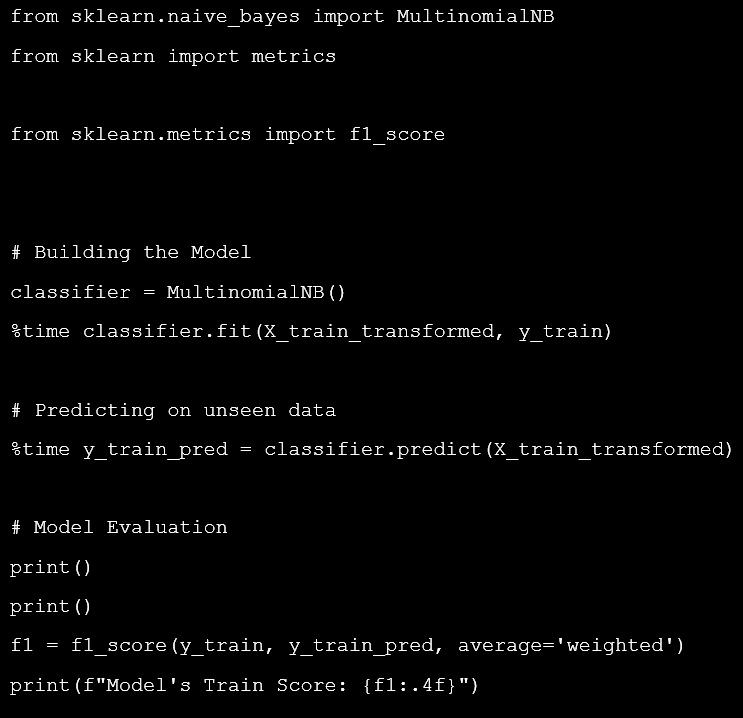 from sklearn.naive_bayes import MultinomialNB
from sklearn import metrics
from sklearn.metrics import f1_score
# Building the Model
classifier = MultinomialNB()
%time classifier.fit(X_train_transformed, y_train)
# Predicting on unseen data
%time y_train_pred = classifier.predict(X_train_transformed)
# Model Evaluation
print()
print()
f1 = f1_score(y_train, y_train_pred, average='weighted')
print(f"Model's Train Score: {f1:.4f}")